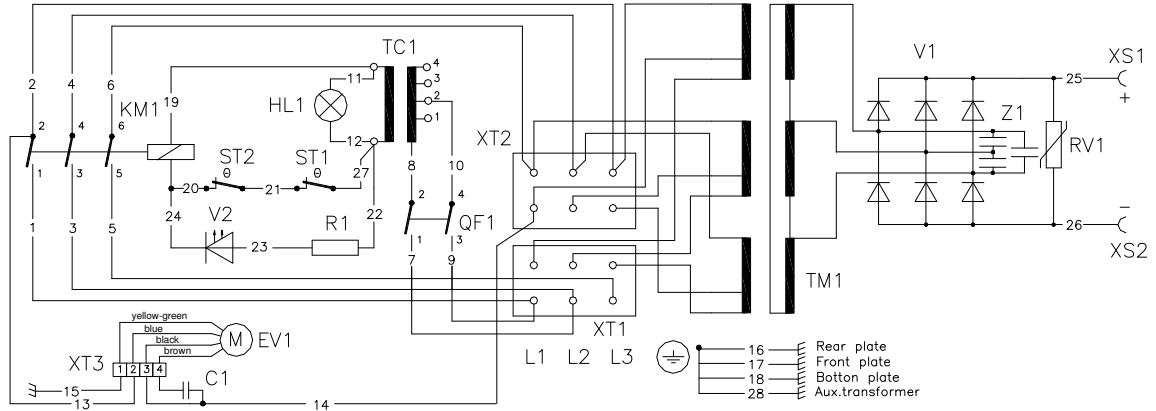 TC1
V1
XS1
4
11
3
25
2 4 6
HL1
2
+
19
KM1
1
Z1
2 4 6
12
XT2
RV1
ST2 ST1
8 10
1 3 5
θ θ
27
20 21
2 4
24
V2
R1
22
QF1
−
1 3 5
23
1 3
26
7 9
XS2
TM1
yellow-green
blue
black
brown
M
EV1
XT1
XT3
L1 L2 L3
1 2 3 4
C1
16 Rear plate
17 Front plate
18 Botton plate
28 Aux.transformer
15
13
14